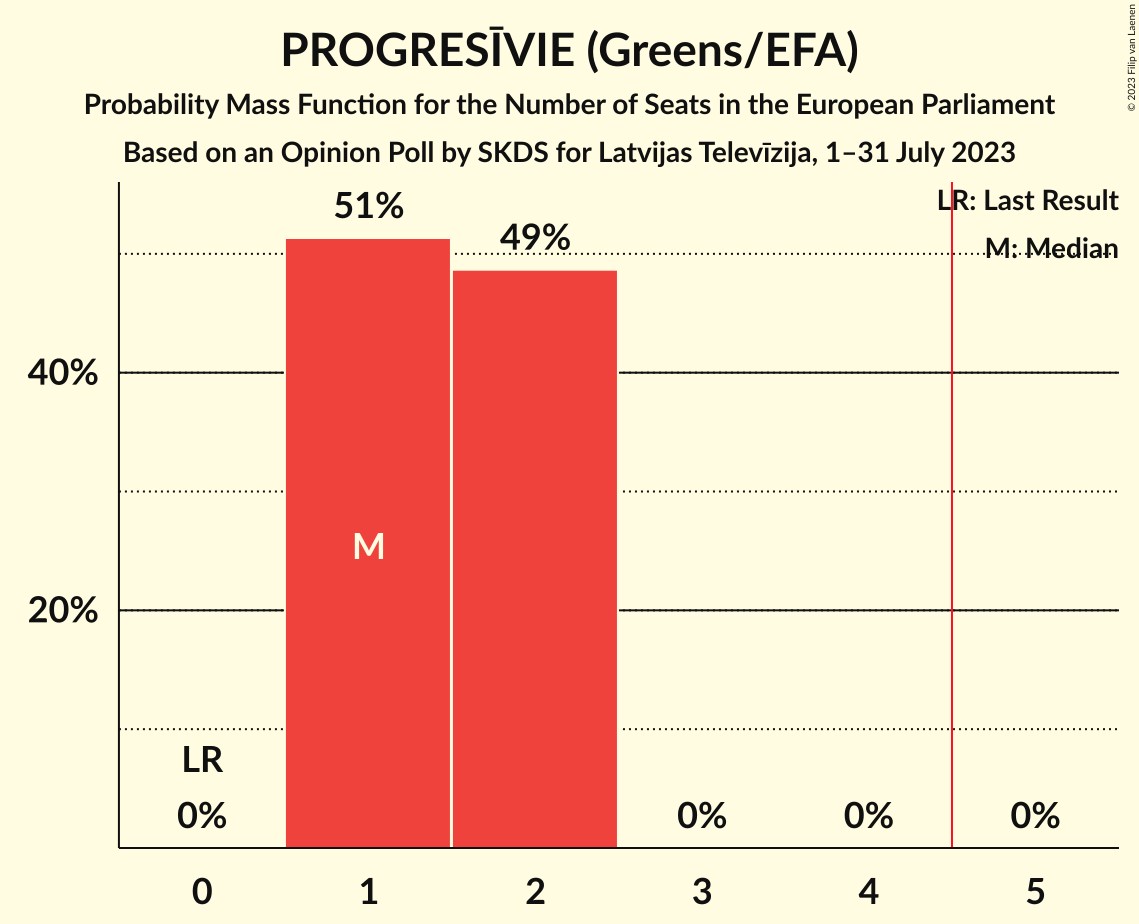 PROGRESĪVIE (Greens/EFA)
Probability Mass Function for the Number of Seats in the European Parliament
Based on an Opinion Poll by SKDS for Latvijas Televīzija, 1–31 July 2023
© 2023 Filip van Laenen
LR: Last Result
M: Median
51%
49%
40%
20%
M
LR
0%
0%
0%
0%
0 1 2 3 4 5